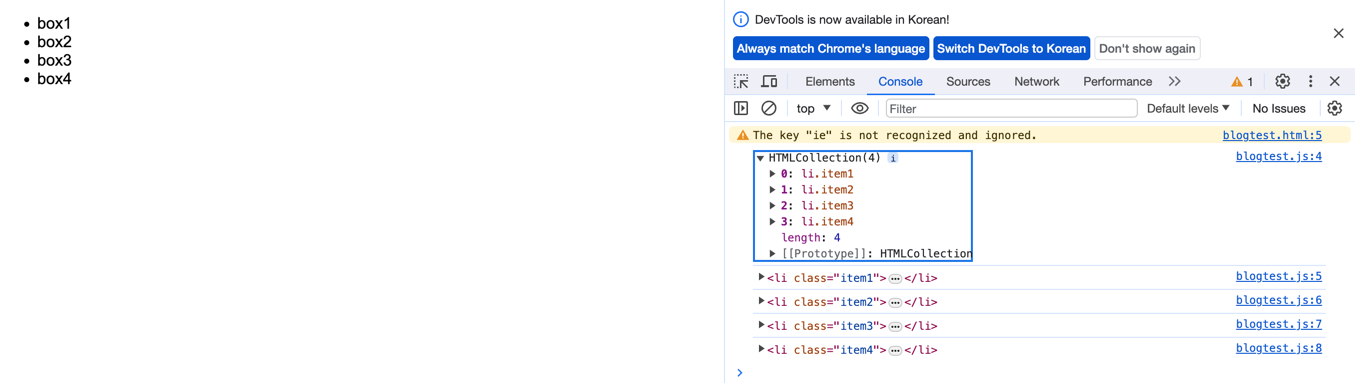 box1
box2
box3
box4
DevTools is now available in Korean!
Always match Chrome's language Switch DevTools to Korean Don't show again
Elements Console Sources Network Performance 1
top Filter Default levels No Issues
The key "ie" is not recognized and ignored. blogtest.html:5
HTMLCollection(4) i blogtest.js:4
0: li.item1
1: li.item2
2: li.item3
3: li.item4
length: 4
[[Prototype]]: HTMLCollection
<li class="item1">…</li> blogtest.js:5
<li class="item2">…</li> blogtest.js:6
<li class="item3">…</li> blogtest.js:7
<li class="item4">…</li> blogtest.js:8